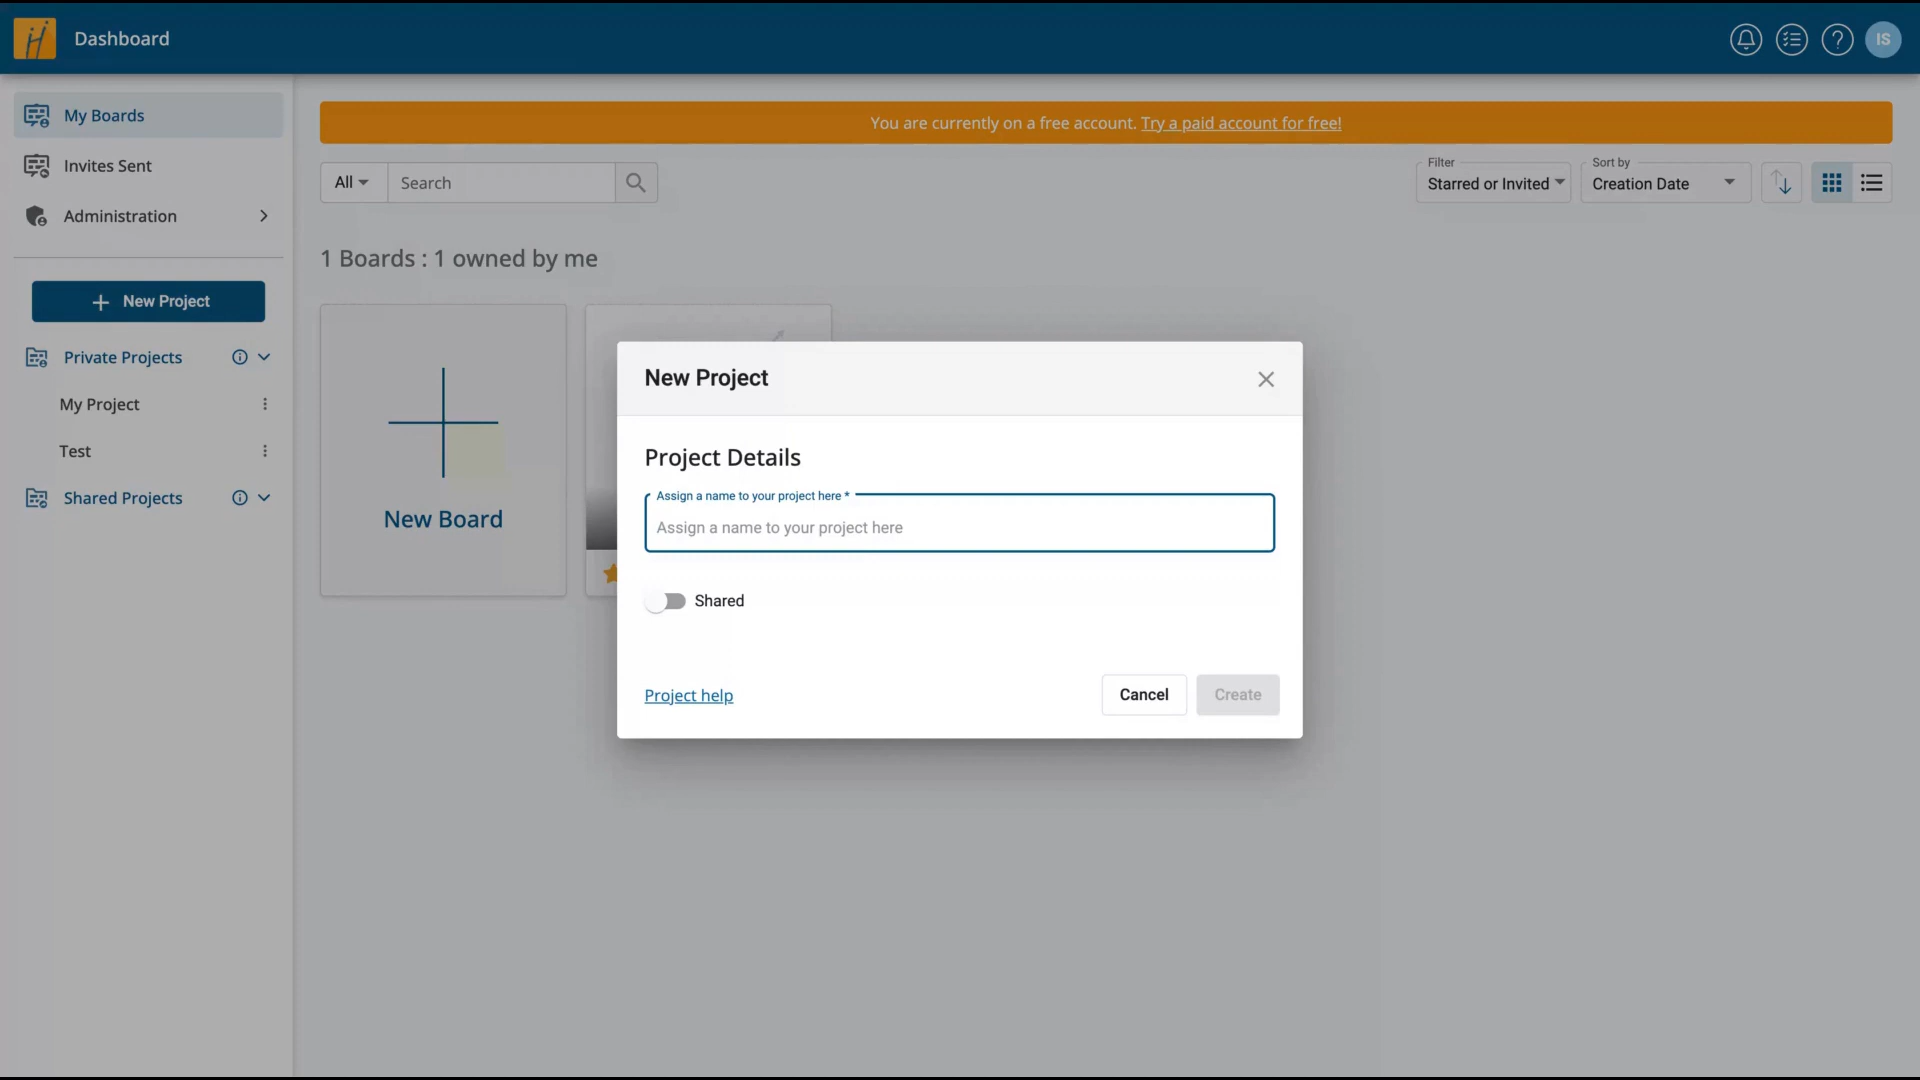 Dashboard
IS
My Boards
Invites Sent
Administration
New Project
Private Projects
My Project
Test
Shared Projects
You are currently on a free account. Try a paid account for free!
All
Search
Filter
Starred or Invited
Sort by
Creation Date
1 Boards : 1 owned by me
New Board
New Project
Project Details
Assign a name to your project here *
Assign a name to your project here
Shared
Project help
Cancel
Create